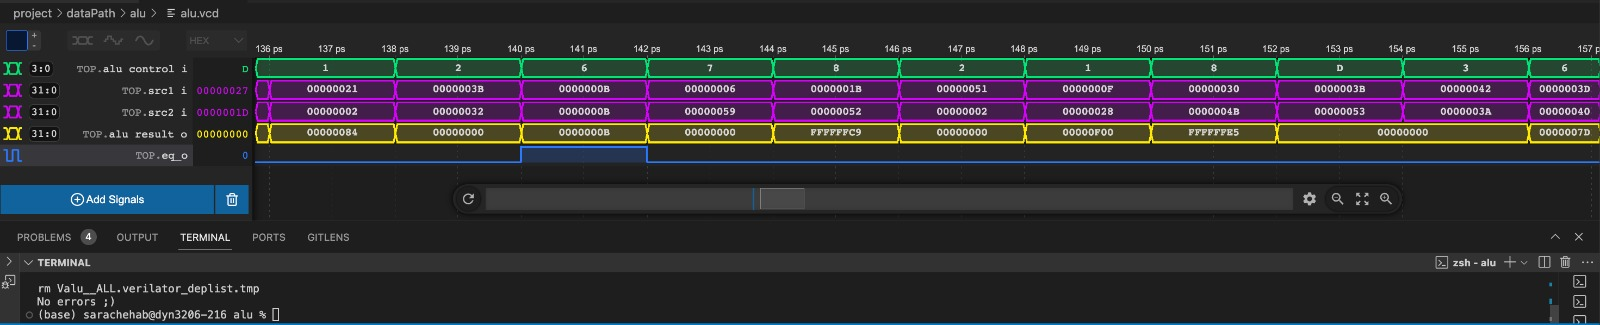 project > dataPath > alu > alu.vcd
+
-
HEX
136 ps 137 ps 138 ps 139 ps 140 ps 141 ps 142 ps 143 ps 144 ps 145 ps 146 ps 147 ps 148 ps 149 ps 150 ps 151 ps 152 ps 153 ps 154 ps 155 ps 156 ps 157 ps
3:0 TOP.alu control i D 1 2 6 7 8 2 1 8 D 3 6
31:0 TOP.src1 i 00000027 00000021 0000003B 0000000B 00000006 0000001B 00000051 0000000F 00000030 0000003B 00000042 0000003D
31:0 TOP.src2 i 0000001D 00000002 00000032 0000000B 00000059 00000052 00000002 00000028 0000004B 00000053 0000003A 00000040
31:0 TOP.alu result o 00000000 00000084 00000000 0000000B 00000000 FFFFFFC9 00000000 00000F00 FFFFFFE5 00000000 0000007D
TOP.eq_o 0
Add Signals
PROBLEMS 4 OUTPUT TERMINAL PORTS GITLENS
TERMINAL zsh - alu
rm Valu__ALL.verilator_deplist.tmp
No errors ;)
(base) sarachehab@dyn3206-216 alu %